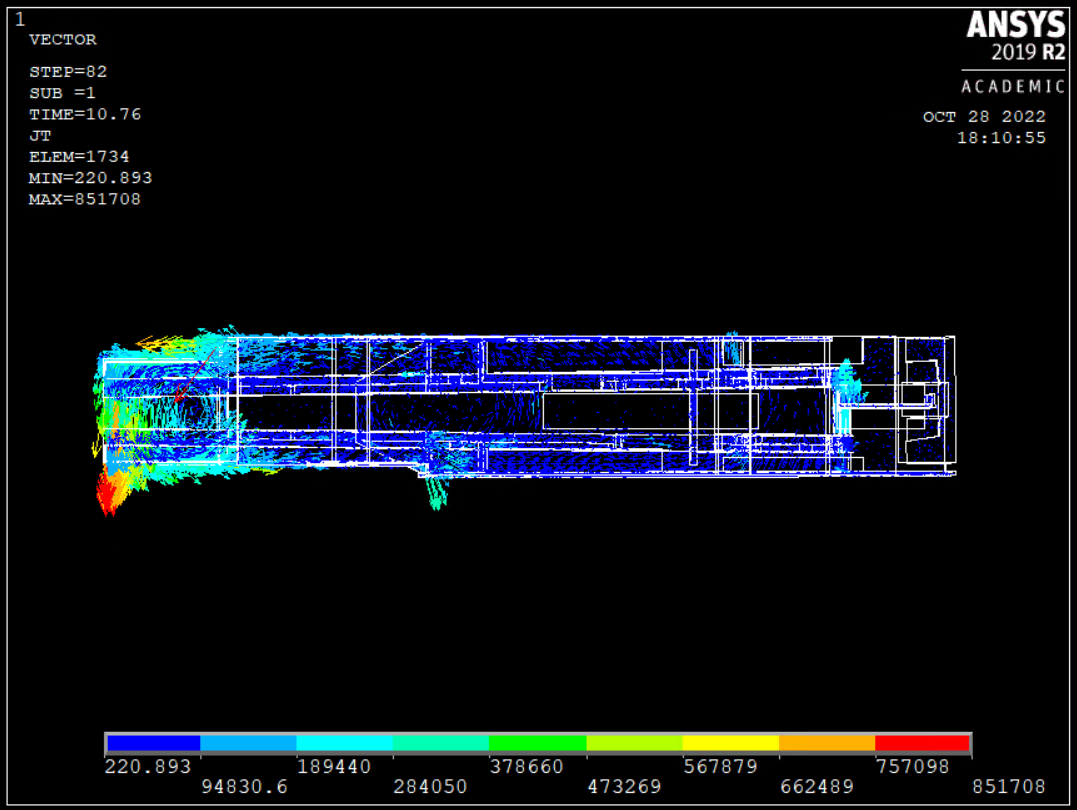 1
VECTOR
STEP=82
SUB =1
TIME=10.76
JT
ELEM=1734
MIN=220.893
MAX=851708
ANSYS
2019 R2
ACADEMIC
OCT 28 2022
18:10:55
220.893 189440 378660 567879 757098
94830.6 284050 473269 662489 851708